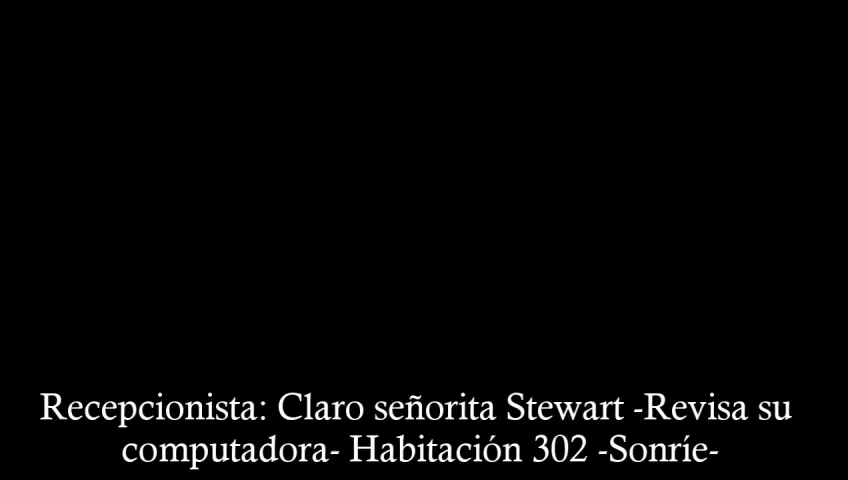 Recepcionista: Claro señorita Stewart -Revisa su
computadora- Habitación 302 -Sonríe-